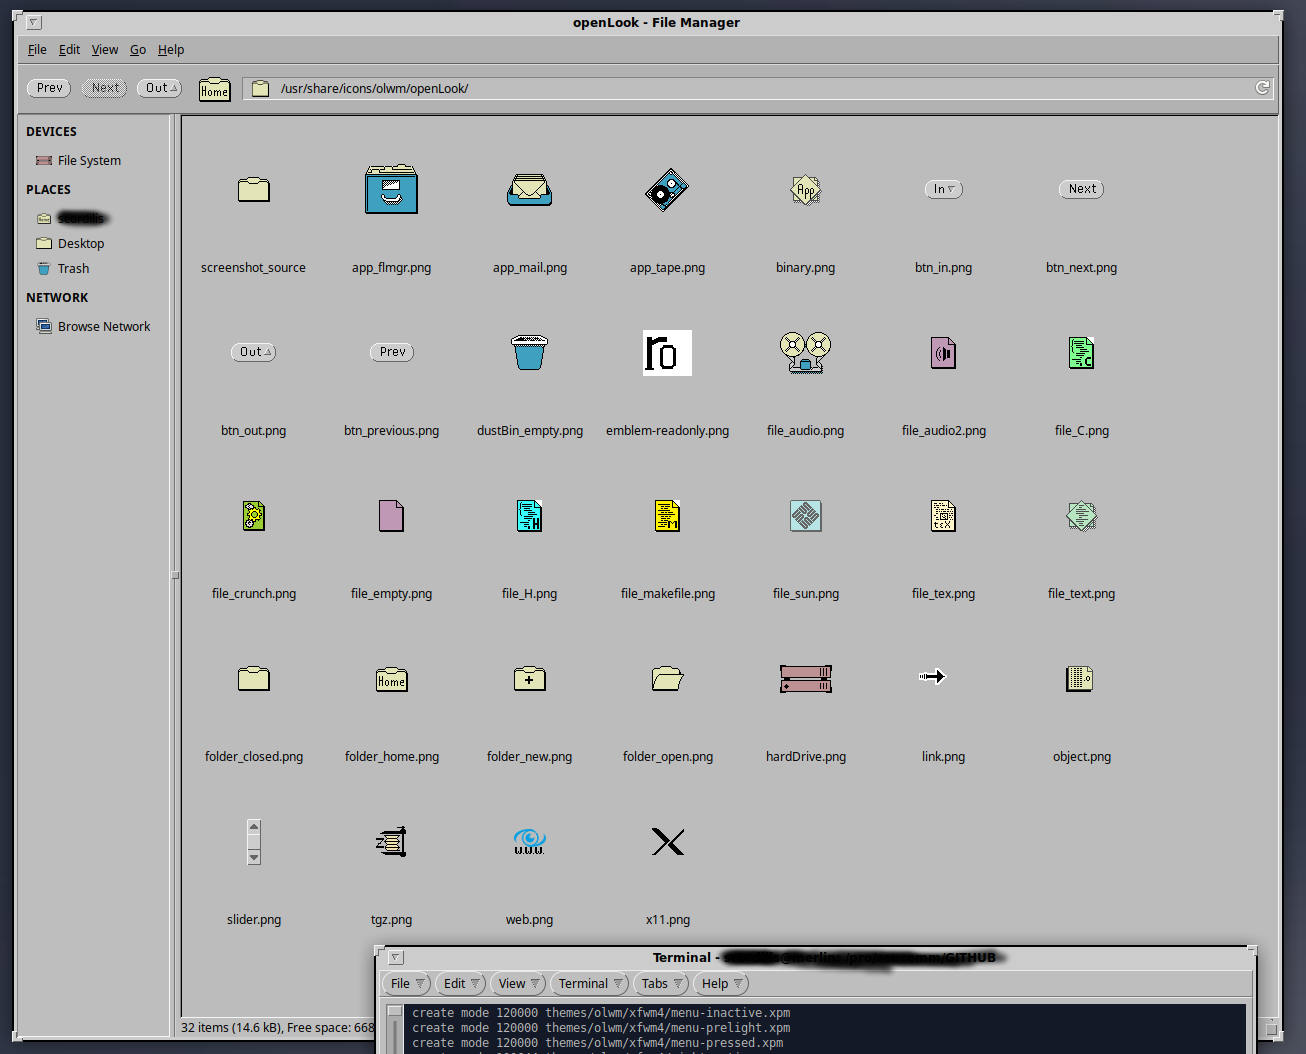 openLook - File Manager
File Edit View Go Help
Prev Next Out Home /usr/share/icons/olwm/openLook/
DEVICES
File System
PLACES
Desktop
Trash
NETWORK
Browse Network
App In Next
screenshot_source app_flmgr.png app_mail.png app_tape.png binary.png btn_in.png btn_next.png
Out Prev ro C
btn_out.png btn_previous.png dustBin_empty.png emblem-readonly.png file_audio.png file_audio2.png file_C.png
H M tex
file_crunch.png file_empty.png file_H.png file_makefile.png file_sun.png file_tex.png file_text.png
Home
folder_closed.png folder_home.png folder_new.png folder_open.png hardDrive.png link.png object.png
Z W.W.W.
slider.png tgz.png web.png x11.png
32 items (14.6 kB), Free space: 668
Terminal - /GITHUB
File Edit View Terminal Tabs Help
create mode 120000 themes/olwm/xfwm4/menu-inactive.xpm
create mode 120000 themes/olwm/xfwm4/menu-prelight.xpm
create mode 120000 themes/olwm/xfwm4/menu-pressed.xpm